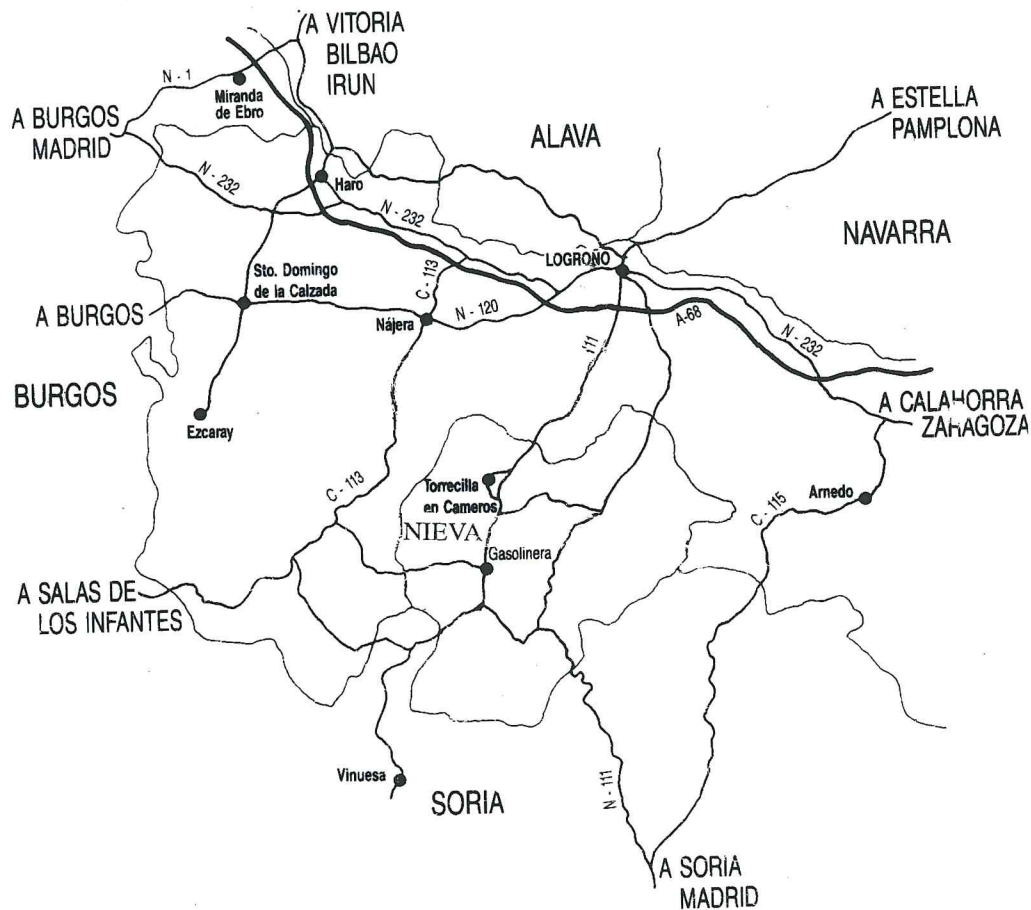 A VITORIA
BILBAO
IRUN
N - 1
Miranda
de Ebro
A BURGOS
MADRID
A ESTELLA
PAMPLONA
ALAVA
N - 232
Haro
N - 232
NAVARRA
LOGROÑO
C - 113
Sto. Domingo
de la Calzada
A BURGOS
Nájera
N - 120
A-68
N - 232
111
BURGOS
Ezcaray
A CALAHORRA
ZARAGOZA
C - 113
Torrecilla
en Cameros
NIEVA
Gasolinera
Arnedo
C - 115
A SALAS DE
LOS INFANTES
Vinuesa
SORIA
N - 111
A SORIA
MADRID